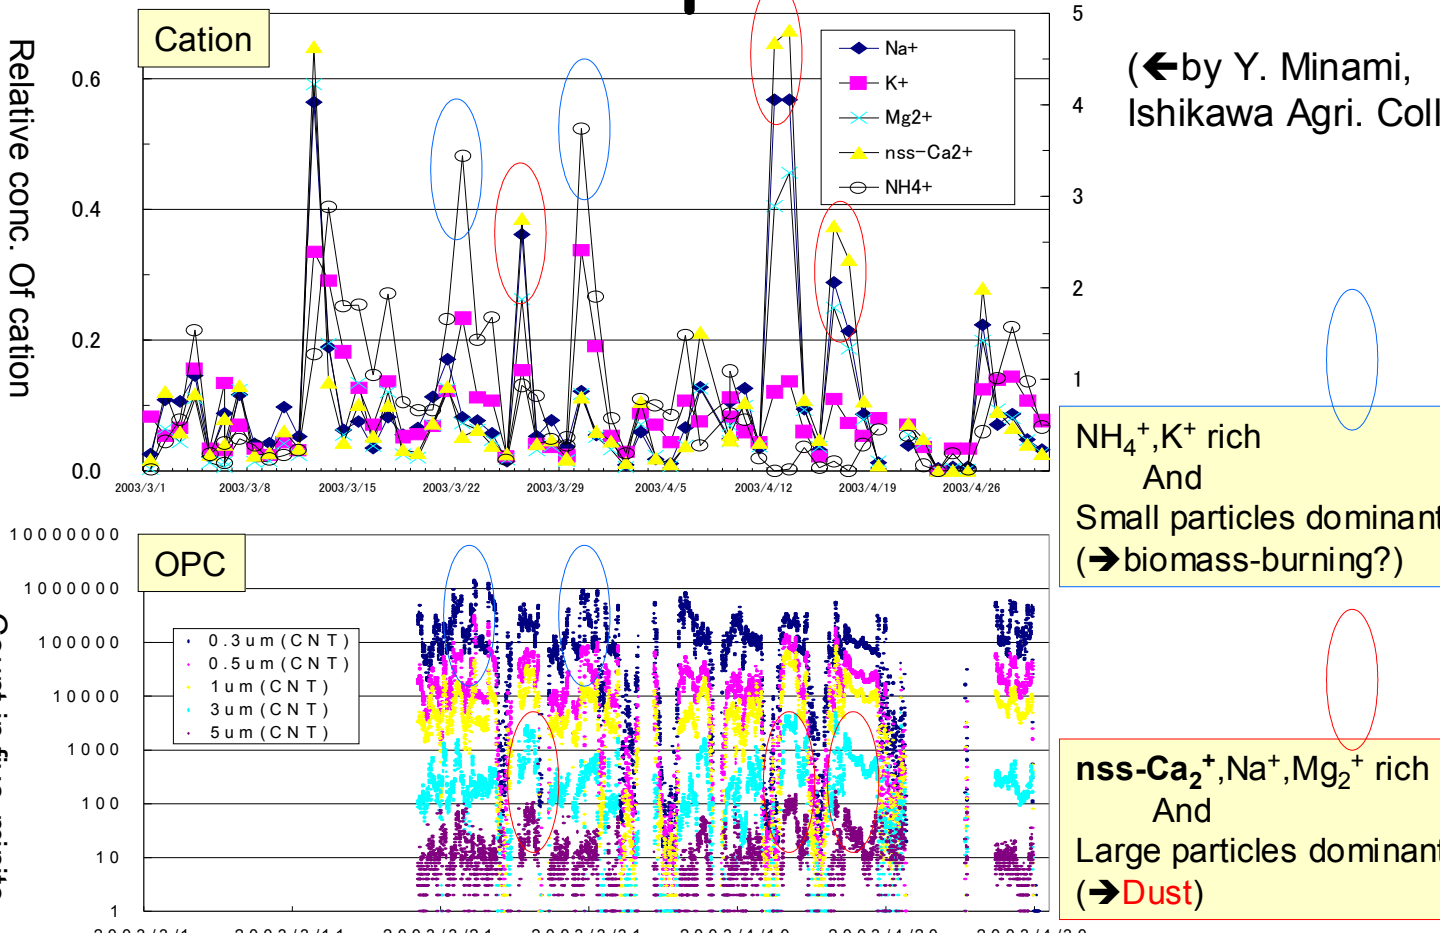 Cation
Relative conc. Of cation
0.6
0.4
0.2
0.0
5
4
3
2
1
Na+
K+
Mg2+
nss-Ca2+
NH4+
2003/3/1
2003/3/8
2003/3/15
2003/3/22
2003/3/29
2003/4/5
2003/4/12
2003/4/19
2003/4/26
(🡸by Y. Minami,
Ishikawa Agri. Coll
NH₄⁺,K⁺ rich
And
Small particles dominant
(➔biomass-burning?)
OPC
10000000
1000000
100000
10000
1000
100
10
1
0.3um(CNT)
0.5um(CNT)
1um(CNT)
3um(CNT)
5um(CNT)
nss-Ca₂⁺,Na⁺,Mg₂⁺ rich
And
Large particles dominant
(➔Dust)